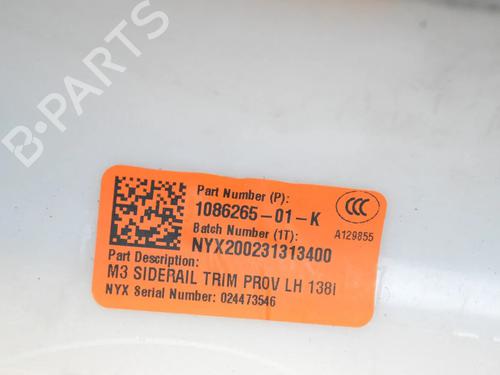 B-PARTS
Part Number (P):
1086265-01-K
CCC
A129855
Batch Number (1T):
NYX200231313400
Part Description:
M3 SIDERAIL TRIM PROV LH 138i
NYX Serial Number: 024473546